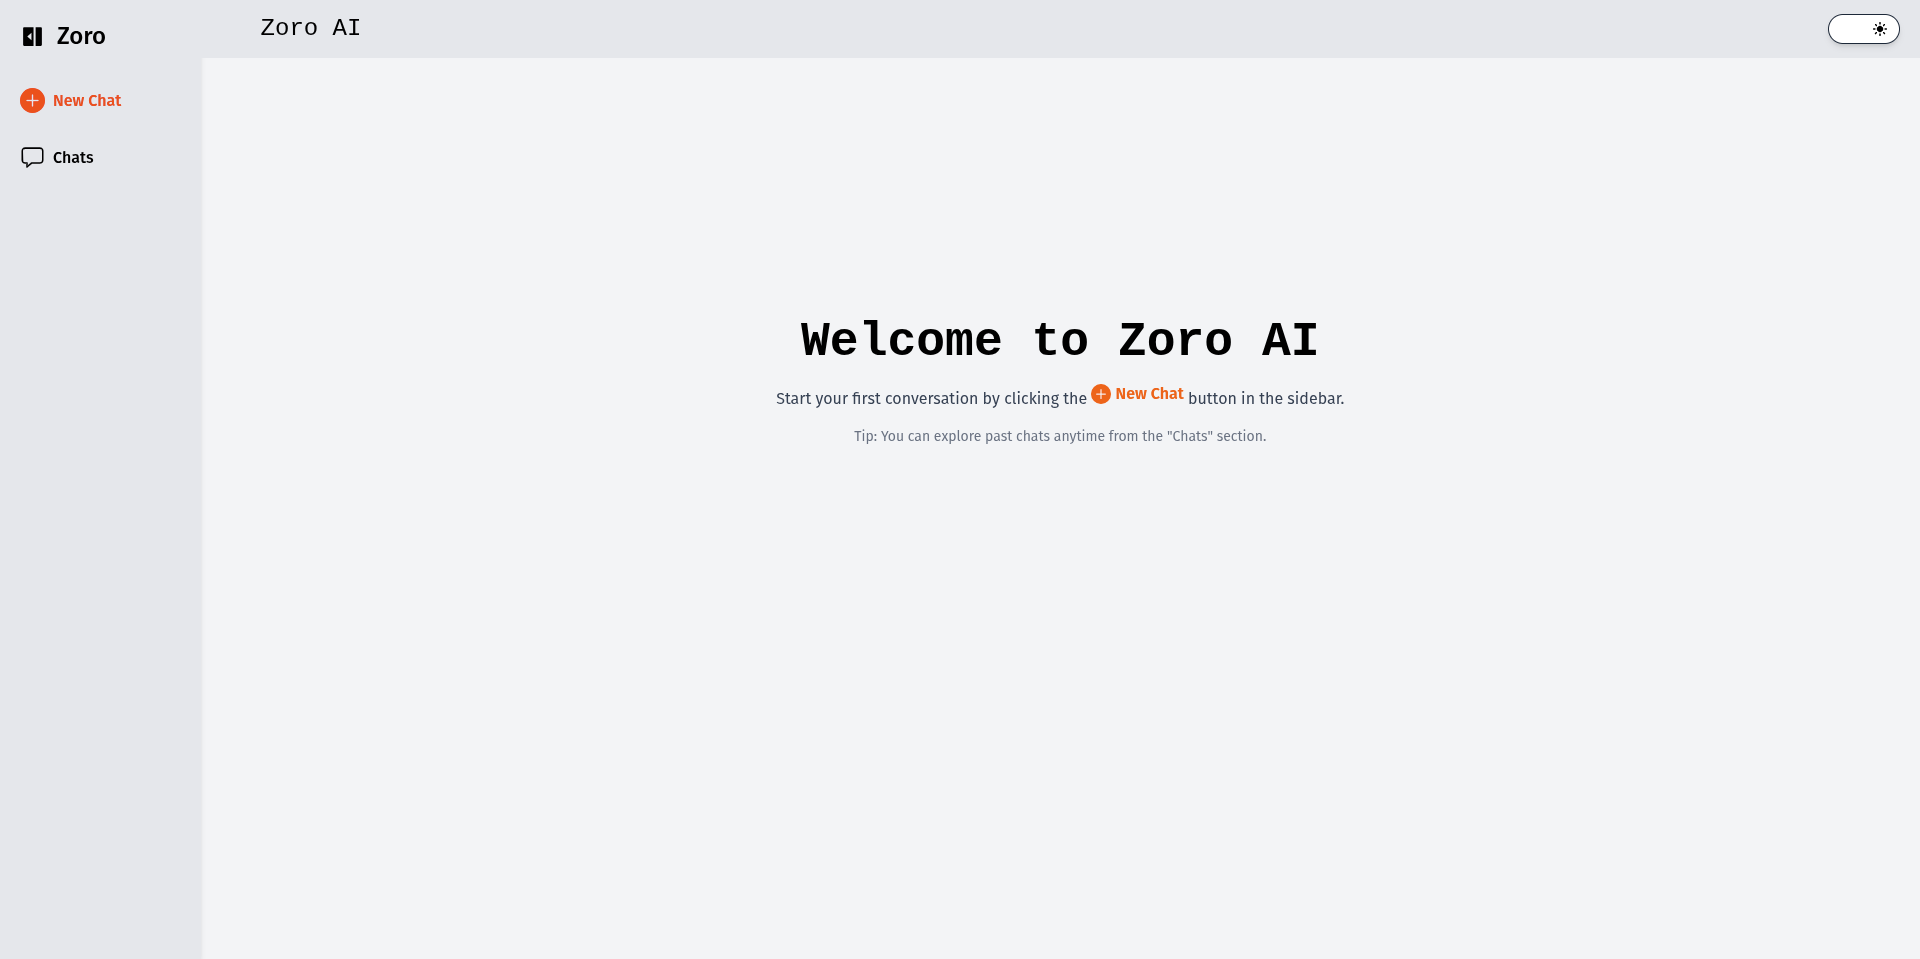 Zoro
New Chat
Chats
Zoro AI
Welcome to Zoro AI
Start your first conversation by clicking the New Chat button in the sidebar.
Tip: You can explore past chats anytime from the "Chats" section.